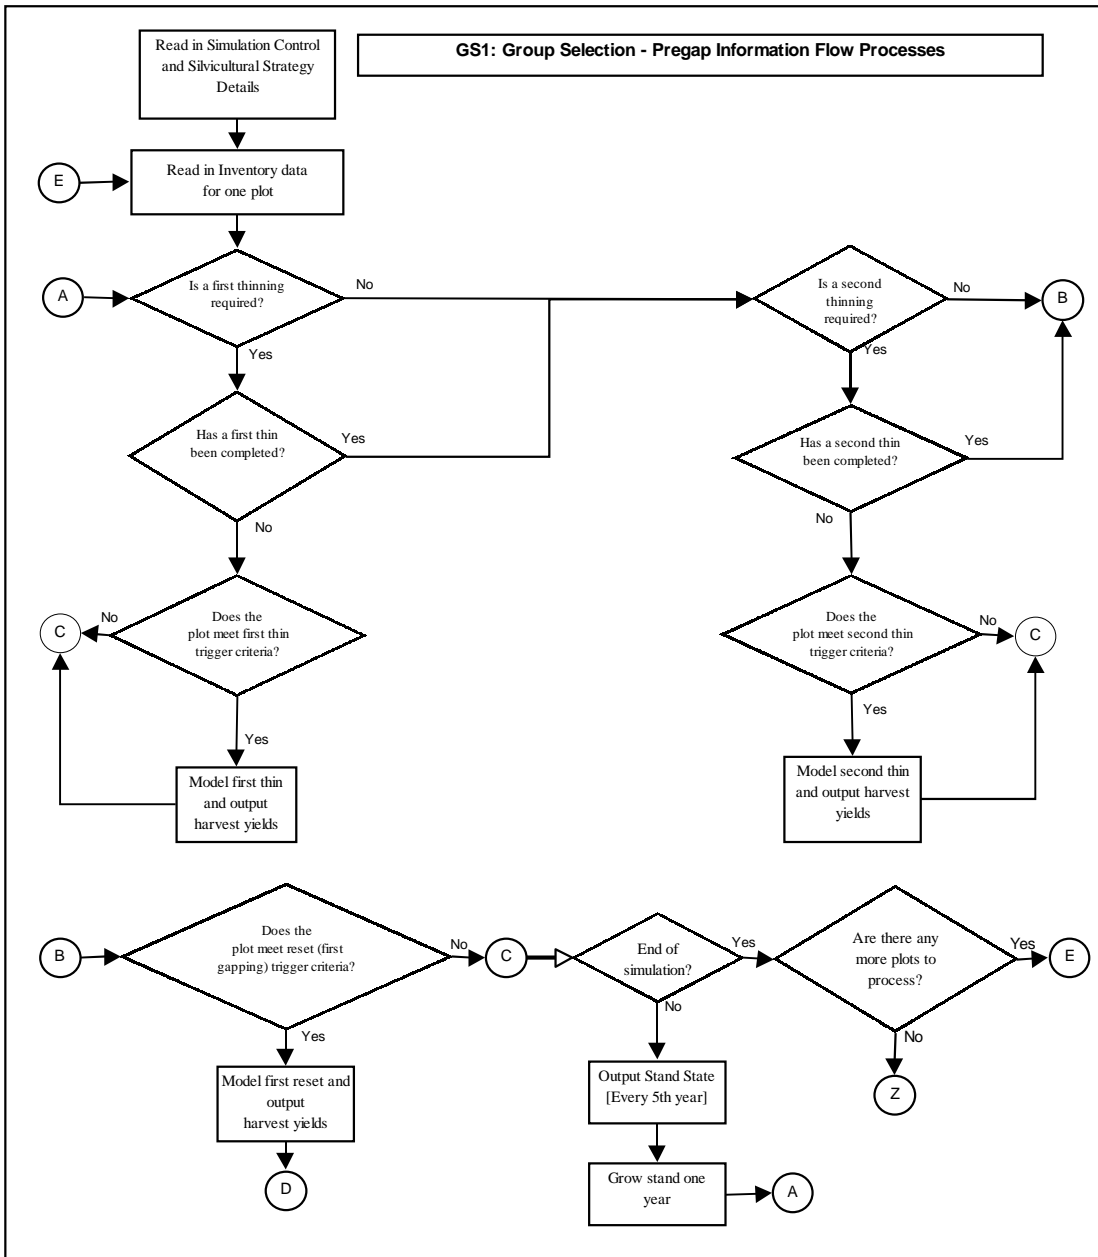 Read in Simulation Control
and Silvicultural Strategy
Details
GS1: Group Selection - Pregap Information Flow Processes
E
Read in Inventory data
for one plot
A
Is a first thinning
required?
No
Is a second
thinning
required?
No
B
Yes
Yes
Has a first thin
been completed?
Yes
Has a second thin
been completed?
Yes
No
No
C
No
Does the
plot meet first thin
trigger criteria?
Does the
plot meet second thin
trigger criteria?
No
C
Yes
Yes
Model first thin
and output
harvest yields
Model second thin
and output harvest
yields
B
Does the
plot meet reset (first
gapping) trigger criteria?
No
C
End of
simulation?
Yes
Are there any
more plots to
process?
Yes
E
Yes
No
No
Model first reset and
output
harvest yields
Output Stand State
[Every 5th year]
Z
D
Grow stand one
year
A